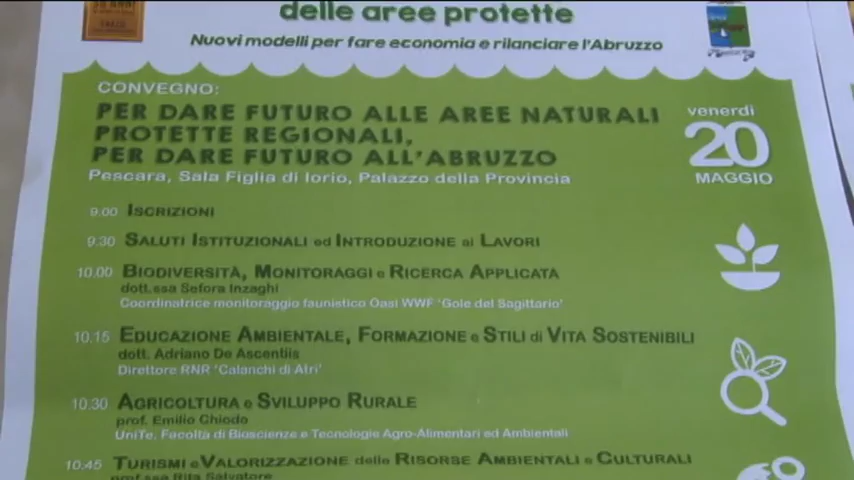 delle aree protette
Nuovi modelli per fare economia e rilanciare l'Abruzzo
CONVEGNO:
PER DARE FUTURO ALLE AREE NATURALI
PROTETTE REGIONALI,
PER DARE FUTURO ALL'ABRUZZO
Pescara, Sala Figlia di Iorio, Palazzo della Provincia
venerdì
20
MAGGIO
9.00 ISCRIZIONI
9.30 SALUTI ISTITUZIONALI ed INTRODUZIONE ai LAVORI
10.00 BIODIVERSITÀ, MONITORAGGI e RICERCA APPLICATA
dott.ssa Sefora Inzaghi
Coordinatrice monitoraggio faunistico Oasi WWF 'Gole del Sagittario'
10.15 EDUCAZIONE AMBIENTALE, FORMAZIONE e STILI di VITA SOSTENIBILI
dott. Adriano De Ascentiis
Direttore RNR 'Calanchi di Atri'
10.30 AGRICOLTURA e SVILUPPO RURALE
prof. Emilio Chiodo
UniTe, Facolta di Bioscienze e Tecnologie Agro-Alimentari ed Ambientali
10.45 TURISMI e VALORIZZAZIONE delle RISORSE AMBIENTALI e CULTURALI
prof.ssa Rita Salvatore